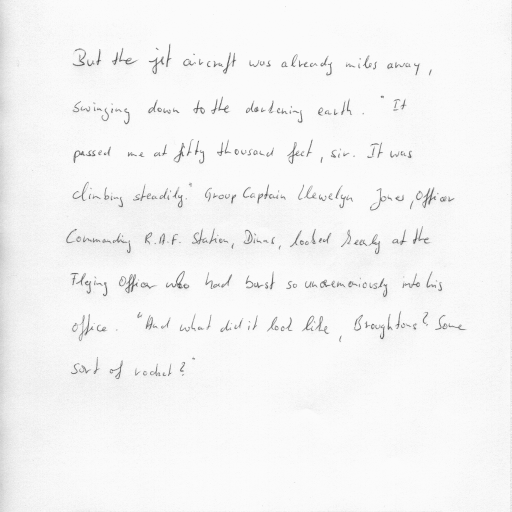 But the jet aircraft was already miles away,
swinging down to the darkening earth. "It
passed me at fifty thousand feet, sir. It was
climbing steadily." Group Captain Llewelyn Jones, Officer
Commanding R.A.F. Station, Dinas, looked at the
Flying Officer who had burst so unceremoniously into his
office. "And what did it look like, Broughtons? Some
sort of rocket?"